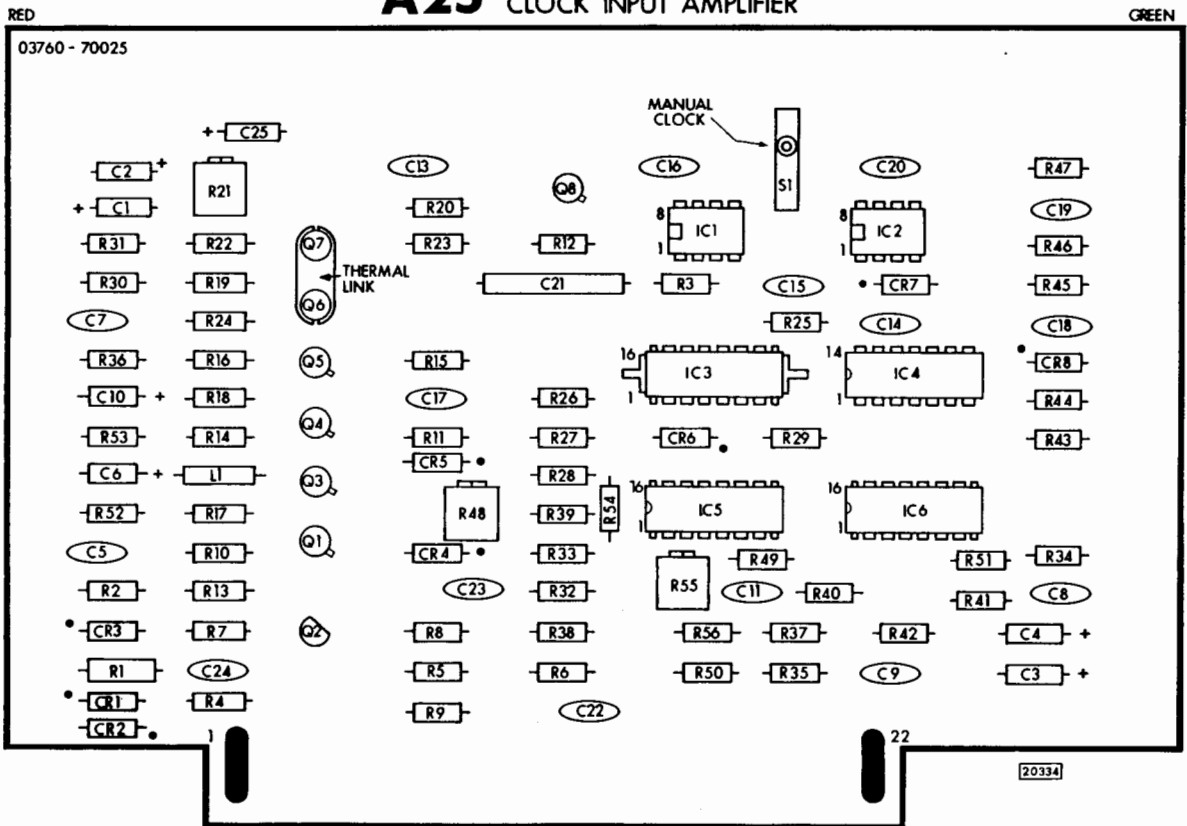 A25 CLOCK INPUT AMPLIFIER
RED
GREEN
03760 - 70025
MANUAL
CLOCK
+ C25
C2 +
R21
C13
Q8
C16
S1
C20
R47
+ C1
R20
8
IC1
1
8
IC2
1
C19
R31
R22
Q7
R23
R12
R46
THERMAL
LINK
R30
R19
C21
R3
C15
CR7
R45
Q6
C7
R24
R25
C14
C18
R36
R16
Q5
R15
16
IC3
1
14
IC4
1
CR8
C10 +
R18
C17
R26
R44
R53
R14
Q4
R11
R27
CR6
R29
R43
CR5
C6 +
L1
Q3
R28
R52
R17
R48
R39
R54
16
IC5
1
16
IC6
1
C5
R10
Q1
CR4
R33
R49
R51
R34
R2
R13
C23
R32
R55
C11
R40
R41
C8
CR3
R7
Q2
R8
R38
R56
R37
R42
C4 +
R1
C24
R5
R6
R50
R35
C9
C3 +
CR1
R4
R9
C22
CR2
1
22
20334